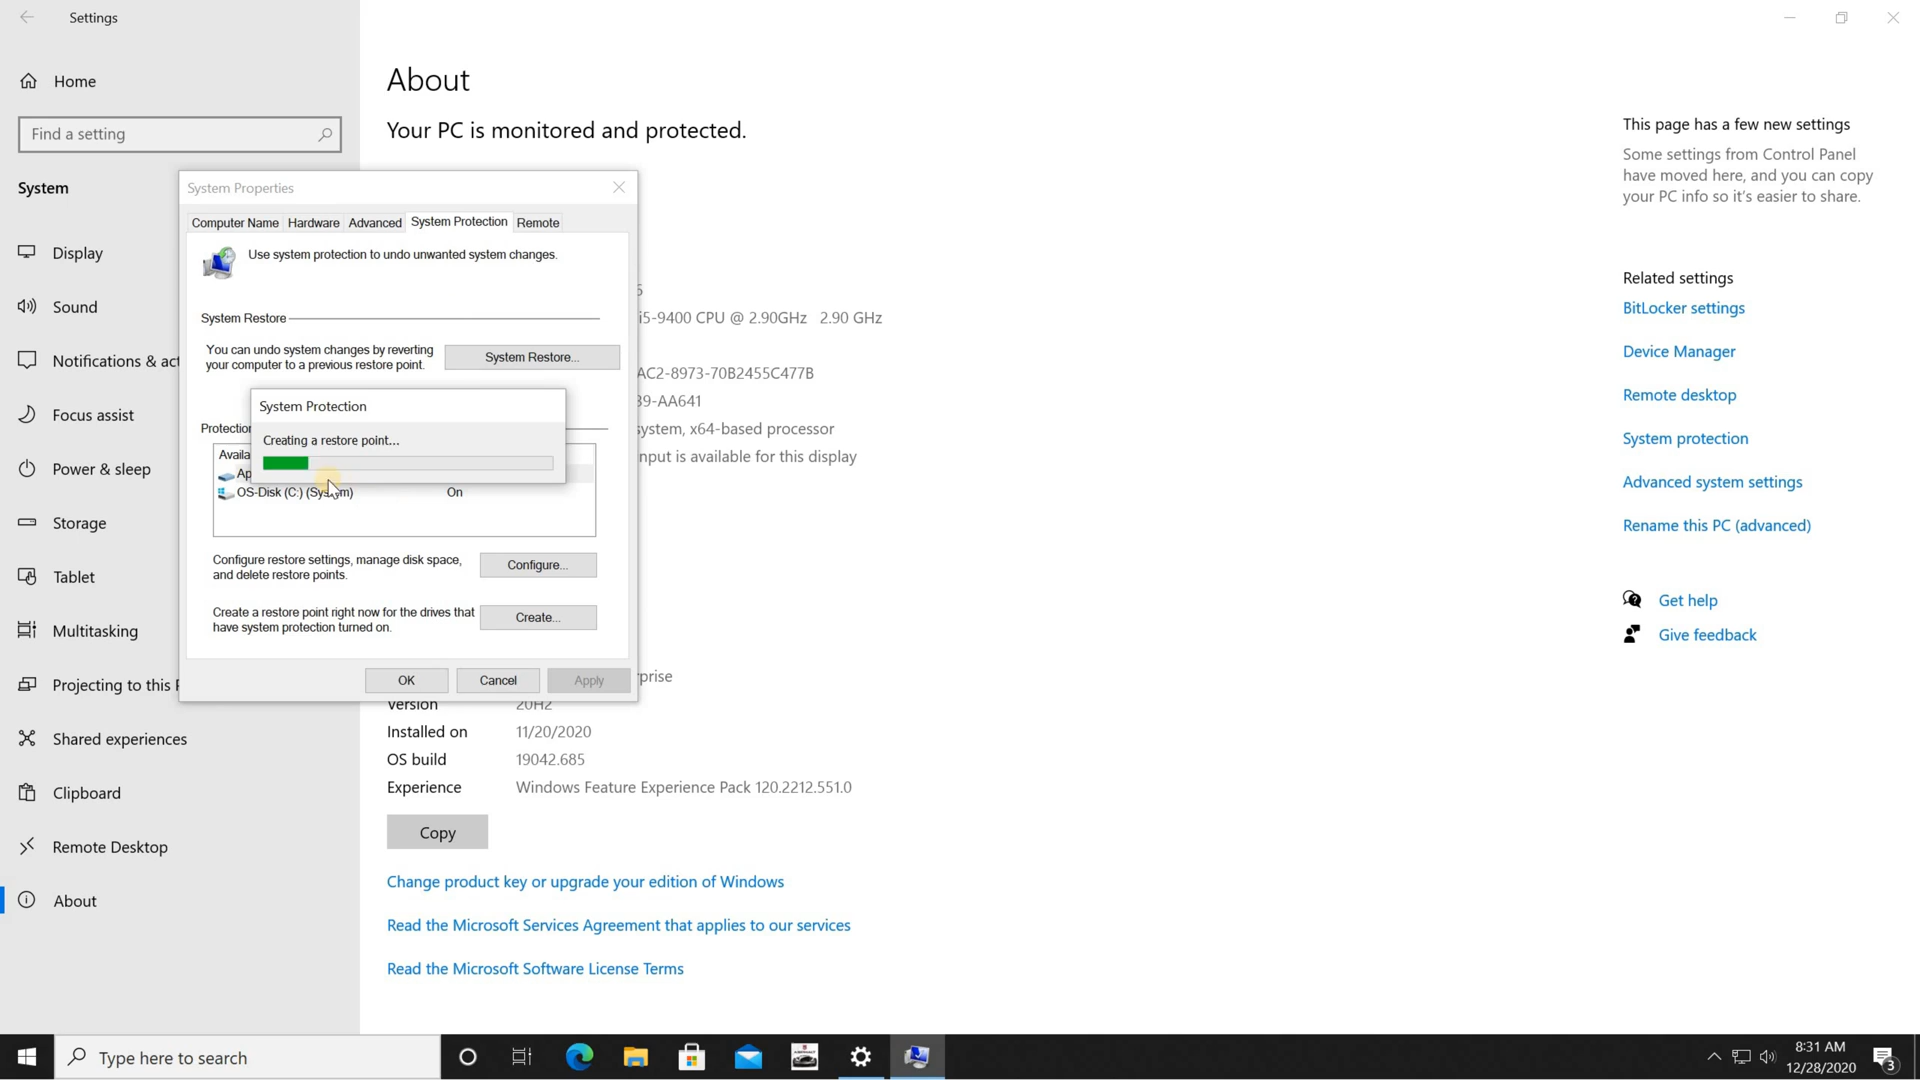 Settings
Home
Find a setting
System
Display
Sound
Notifications & act
Focus assist
Power & sleep
Storage
Tablet
Multitasking
Projecting to this P
Shared experiences
Clipboard
Remote Desktop
About
About
Your PC is monitored and protected.
i5-9400 CPU @ 2.90GHz 2.90 GHz
AC2-8973-70B2455C477B
39-AA641
system, x64-based processor
nput is available for this display
prise
Version 20H2
Installed on 11/20/2020
OS build 19042.685
Experience Windows Feature Experience Pack 120.2212.551.0
Copy
Change product key or upgrade your edition of Windows
Read the Microsoft Services Agreement that applies to our services
Read the Microsoft Software License Terms
System Properties
Computer Name Hardware Advanced System Protection Remote
Use system protection to undo unwanted system changes.
System Restore
You can undo system changes by reverting
your computer to a previous restore point.
System Restore...
Protection
System Protection
Creating a restore point...
Availa
Ap
OS-Disk (C:) (System) On
Configure restore settings, manage disk space,
and delete restore points.
Configure...
Create a restore point right now for the drives that
have system protection turned on.
Create...
OK Cancel Apply
This page has a few new settings
Some settings from Control Panel
have moved here, and you can copy
your PC info so it's easier to share.
Related settings
BitLocker settings
Device Manager
Remote desktop
System protection
Advanced system settings
Rename this PC (advanced)
Get help
Give feedback
Type here to search
8:31 AM
12/28/2020
3